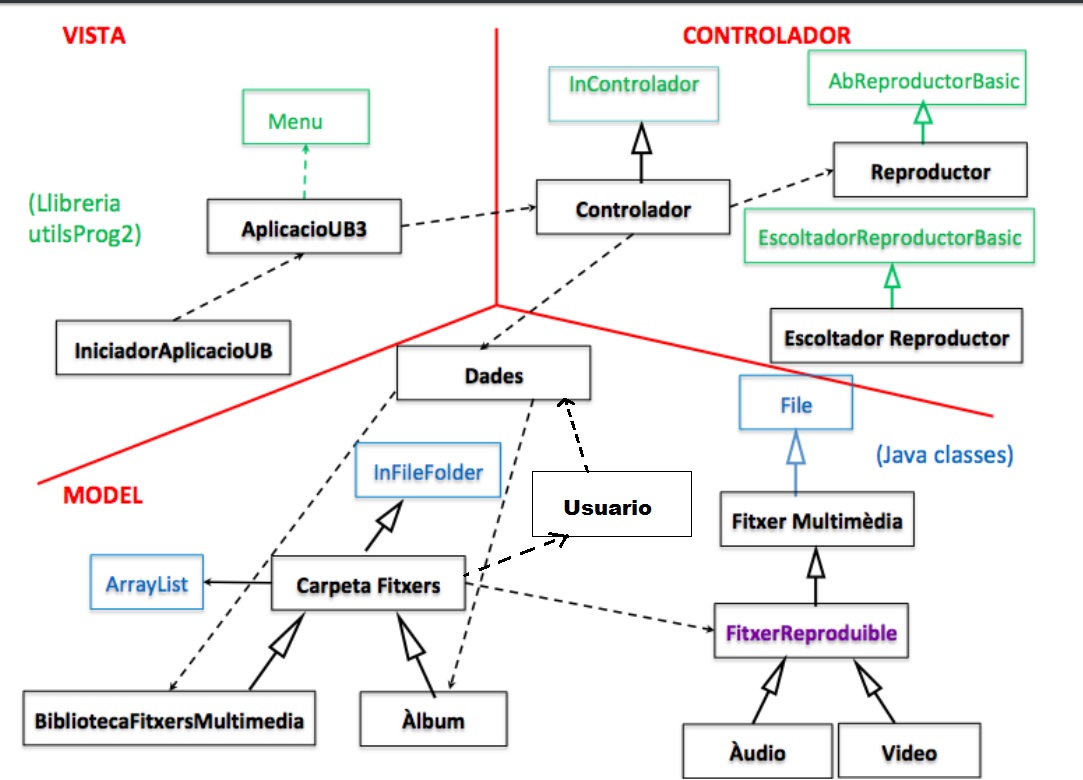 VISTA
CONTROLADOR
InControlador
AbReproductorBasic
Menu
Reproductor
(Llibreria
utilsProg2)
AplicacioUB3
Controlador
EscoltadorReproductorBasic
IniciadorAplicacioUB
Escoltador Reproductor
Dades
File
(Java classes)
InFileFolder
MODEL
Usuario
Fitxer Multimèdia
ArrayList
Carpeta Fitxers
FitxerReproduible
BibliotecaFitxersMultimedia
Àlbum
Àudio
Video